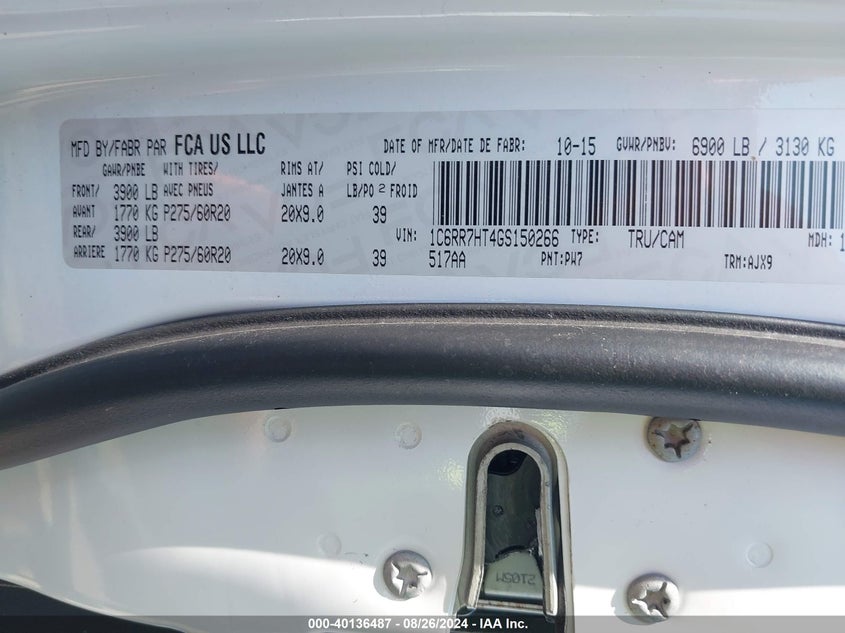 MFD BY/FABR PAR FCA US LLC DATE OF MFR/DATE DE FABR: 10-15 GVWR/PNBV: 6900 LB / 3130 KG
GAWR/PNBE WITH TIRES/ RIMS AT/ PSI COLD/
FRONT/ 3900 LB AVEC PNEUS JANTES A LB/PO 2 FROID
AVANT 1770 KG P275/60R20 20X9.0 39
REAR/ 3900 LB VIN: 1C6RR7HT4GS150266 TYPE: TRU/CAM MDH: 1
ARRIERE 1770 KG P275/60R20 20X9.0 39 517AA PNT:PW7 TRM:AJX9
2105M
000-40136487 - 08/26/2024 - IAA Inc.